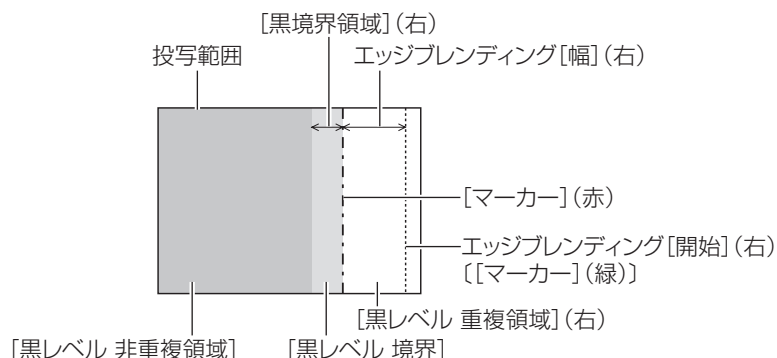 [黒境界領域](右)
投写範囲
エッジブレンディング[幅](右)
[マーカー](赤)
エッジブレンディング[開始](右)
〔[マーカー](緑)〕
[黒レベル 重複領域](右)
[黒レベル 非重複領域]
[黒レベル 境界]